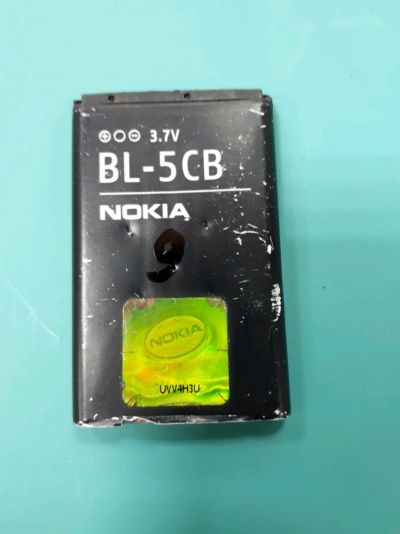 ⊕○⊖ 3.7V
BL-5CB
NOKIA
9
NOKIA
UVV4H3U